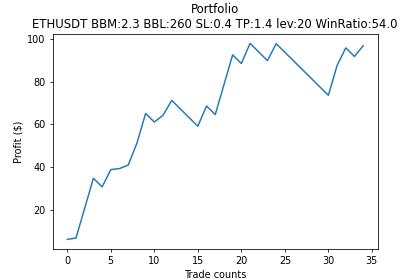 Portfolio
ETHUSDT BBM:2.3 BBL:260 SL:0.4 TP:1.4 lev:20 WinRatio:54.0
100
80
60
40
20
Profit ($)
0 5 10 15 20 25 30 35
Trade counts